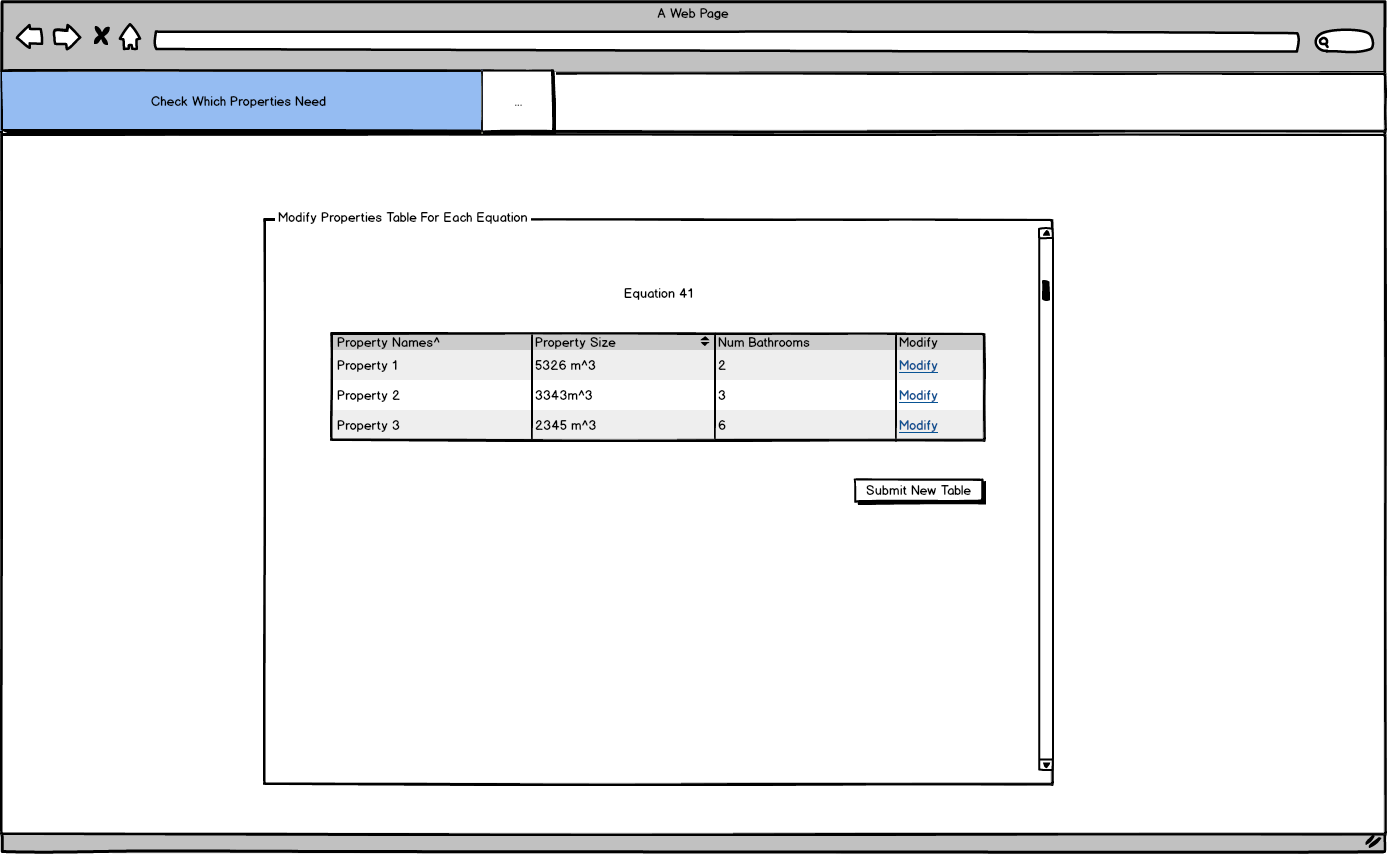 A Web Page
Check Which Properties Need
...
Modify Properties Table For Each Equation
Equation 41
Property Names^ Property Size Num Bathrooms Modify
Property 1 5326 m^3 2 Modify
Property 2 3343m^3 3 Modify
Property 3 2345 m^3 6 Modify
Submit New Table